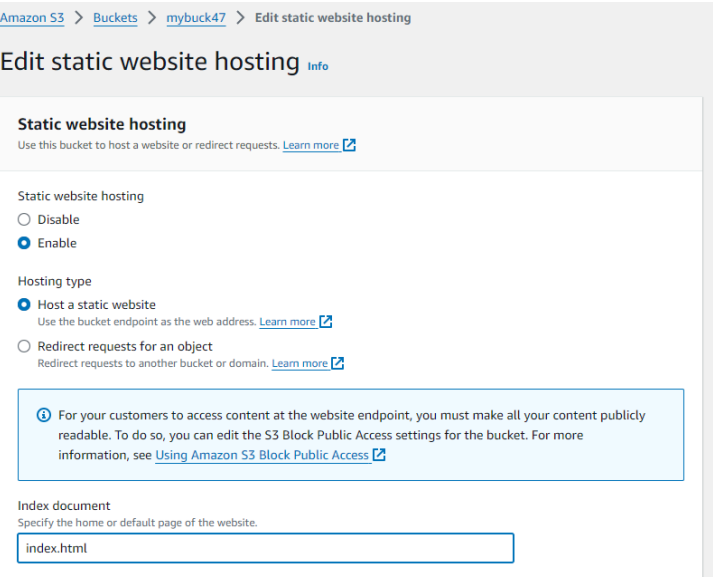 Amazon S3 > Buckets > mybuck47 > Edit static website hosting
Edit static website hosting Info
Static website hosting
Use this bucket to host a website or redirect requests. Learn more
Static website hosting
Disable
Enable
Hosting type
Host a static website
Use the bucket endpoint as the web address. Learn more
Redirect requests for an object
Redirect requests to another bucket or domain. Learn more
For your customers to access content at the website endpoint, you must make all your content publicly
readable. To do so, you can edit the S3 Block Public Access settings for the bucket. For more
information, see Using Amazon S3 Block Public Access
Index document
Specify the home or default page of the website.
index.html